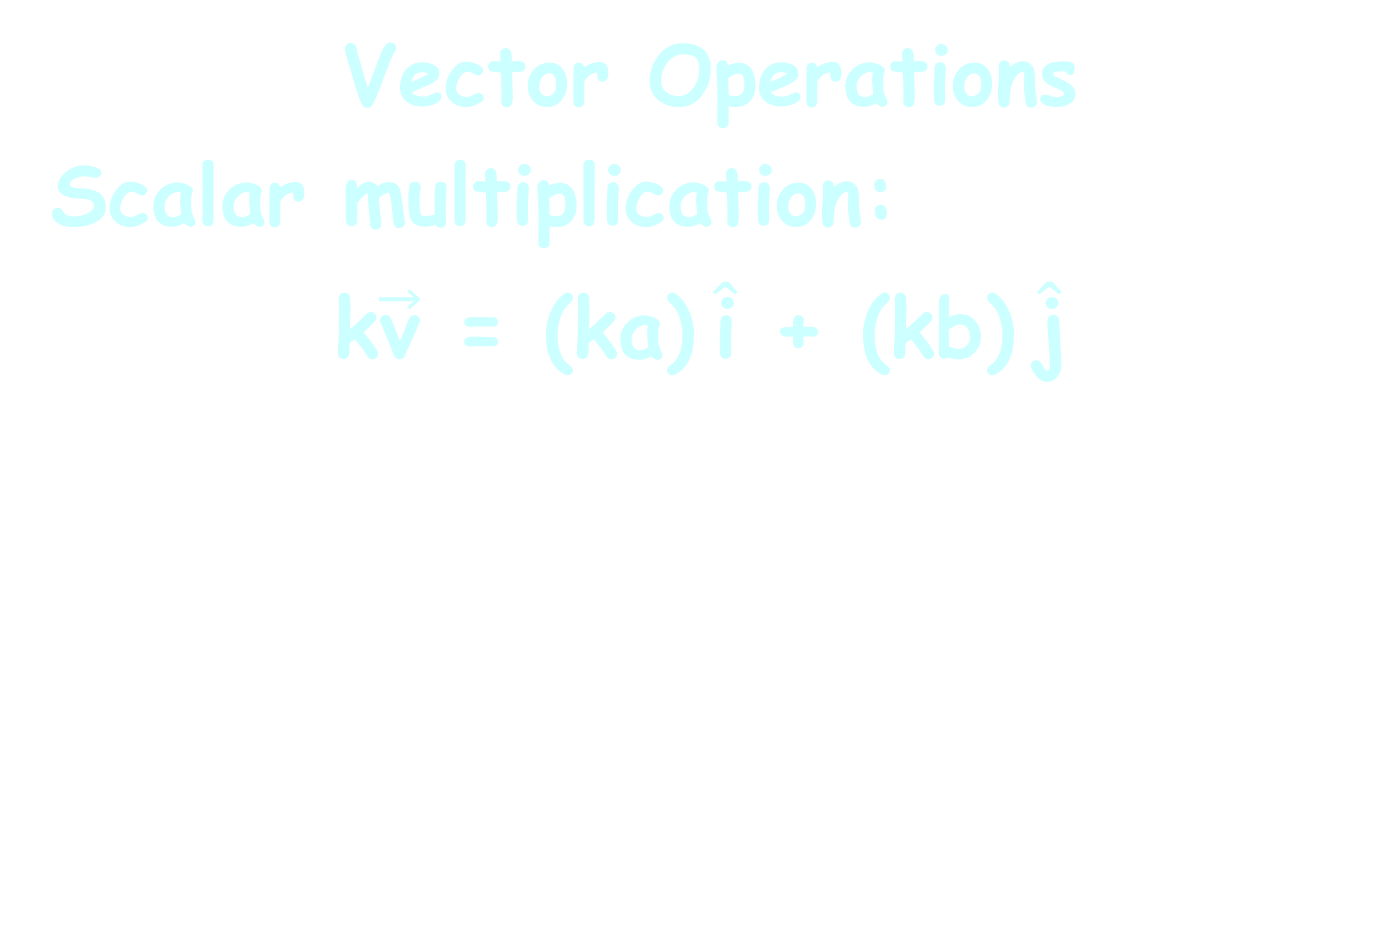 Vector Operations
Scalar multiplication:
kv⃗ = (ka) î + (kb) ĵ